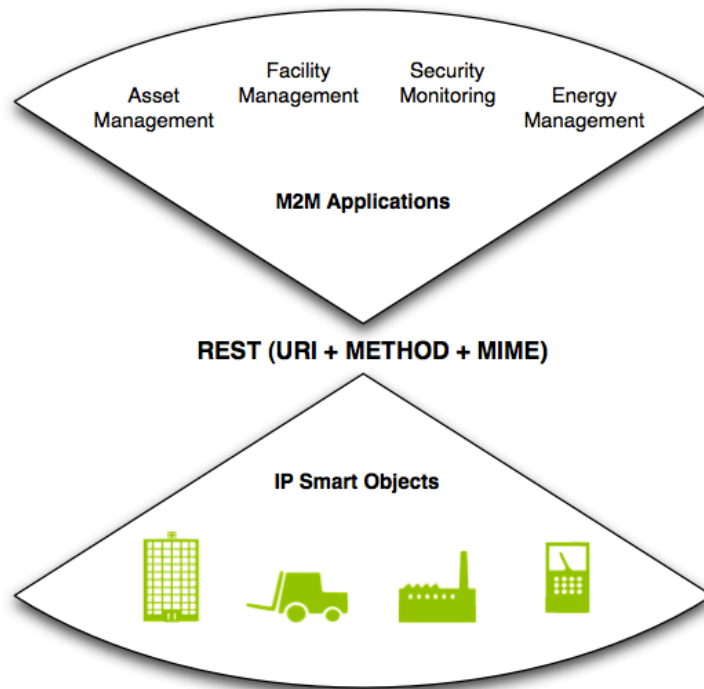 Facility
Management
Security
Monitoring
Asset
Management
Energy
Management
M2M Applications
REST (URI + METHOD + MIME)
IP Smart Objects